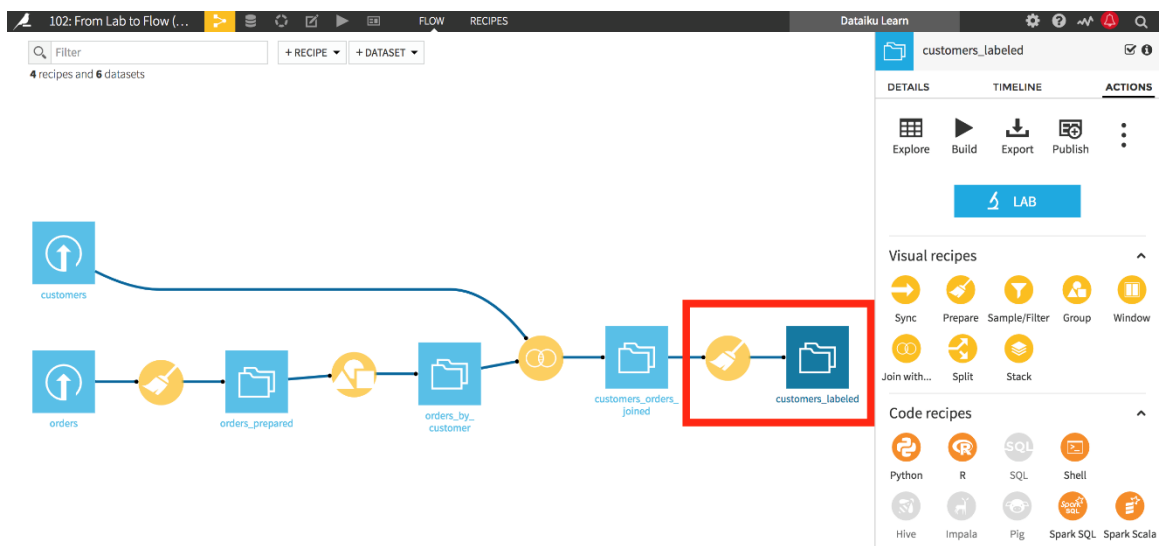 102: From Lab to Flow (...
FLOW
RECIPES
Dataiku Learn
Filter
+ RECIPE
+ DATASET
4 recipes and 6 datasets
customers
orders
orders_prepared
orders_by_
customer
customers_orders_
joined
customers_labeled
customers_labeled
DETAILS
TIMELINE
ACTIONS
Explore
Build
Export
Publish
LAB
Visual recipes
Sync
Prepare
Sample/Filter
Group
Window
Join with...
Split
Stack
Code recipes
SQL
Python
R
SQL
Shell
Spark
SQL
Hive
Impala
Pig
Spark SQL
Spark Scala